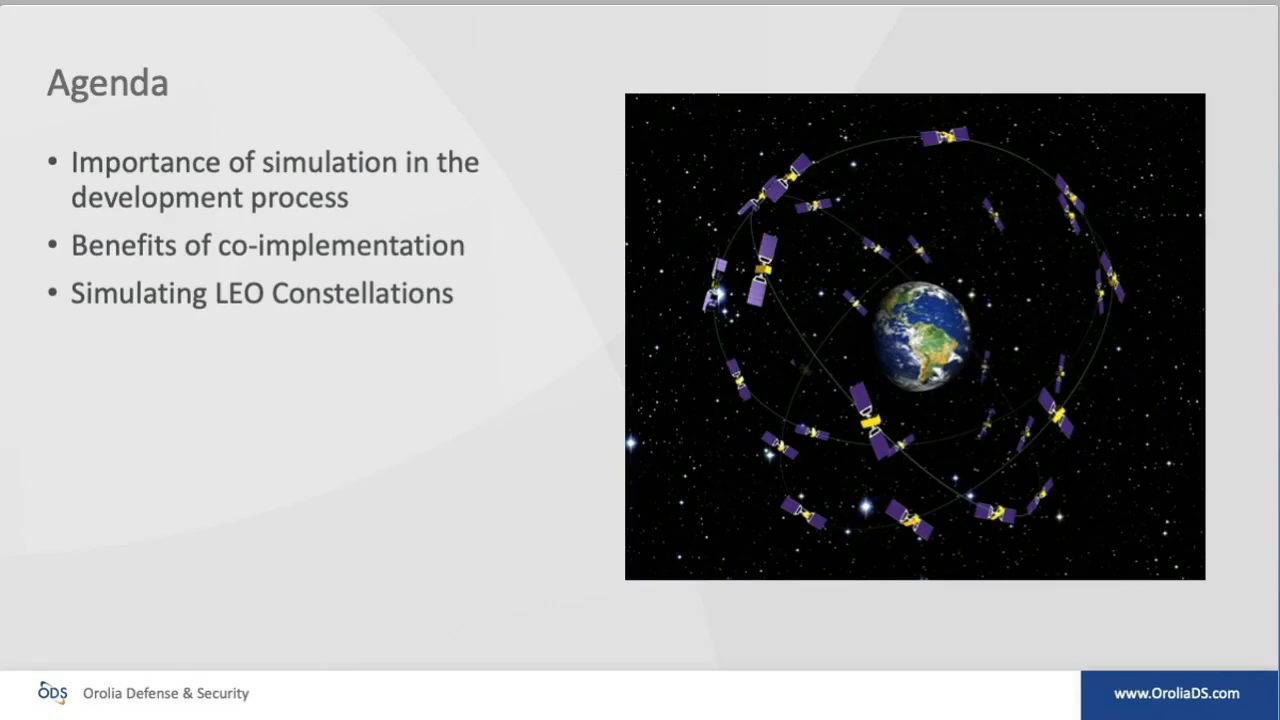 Agenda
• Importance of simulation in the
development process
• Benefits of co-implementation
• Simulating LEO Constellations
ODS Orolia Defense & Security
www.OroliaDS.com